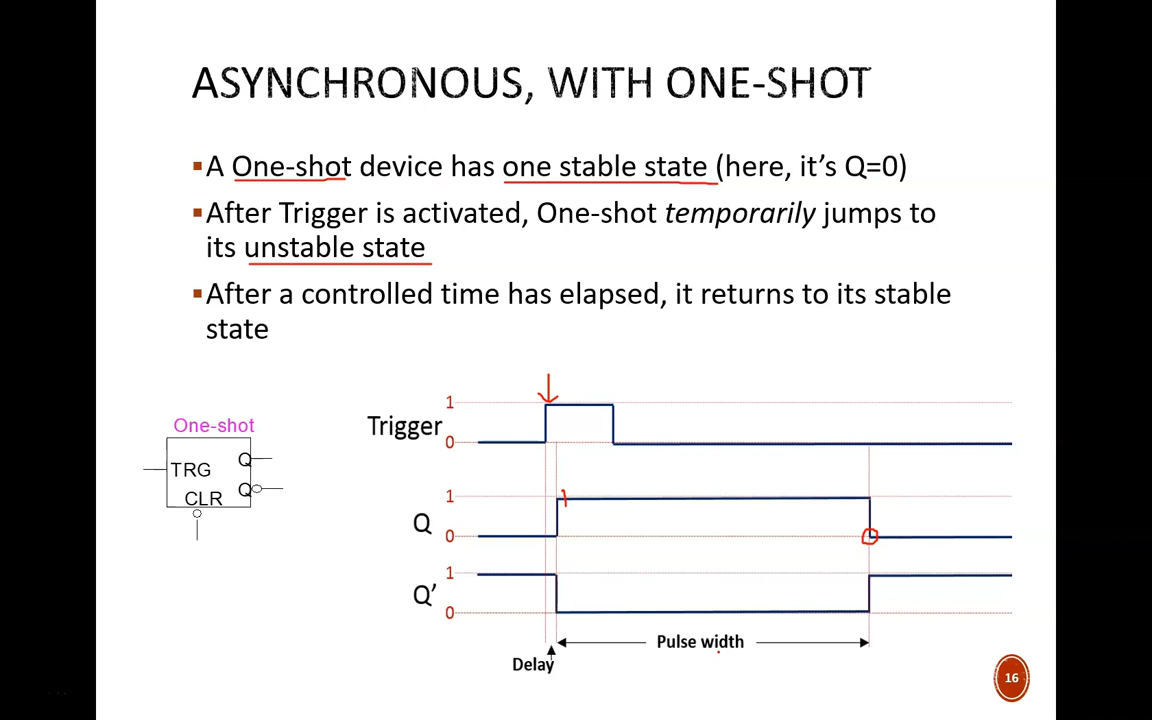 ASYNCHRONOUS, WITH ONE-SHOT
▪A One-shot device has one stable state (here, it's Q=0)
▪After Trigger is activated, One-shot temporarily jumps to
its unstable state
▪After a controlled time has elapsed, it returns to its stable
state
One-shot
TRG
Q
Q
CLR
Trigger
1
0
Q
1
0
Q’
1
0
Pulse width
Delay
16